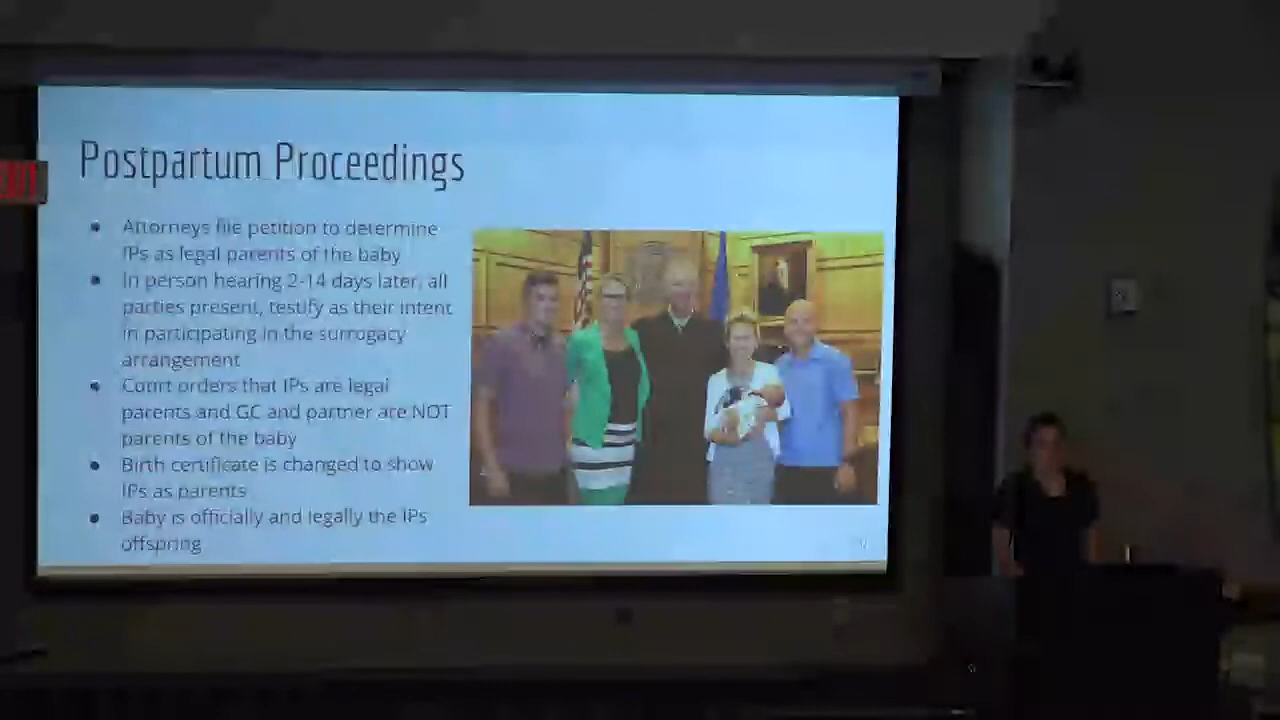 Postpartum Proceedings
EXIT
● Attorneys file petition to determine
IPs as legal parents of the baby
● In person hearing 2-14 days later, all
parties present, testify as their intent
in participating in the surrogacy
arrangement
● Court orders that IPs are legal
parents and GC and partner are NOT
parents of the baby
● Birth certificate is changed to show
IPs as parents
● Baby is officially and legally the IPs
offspring